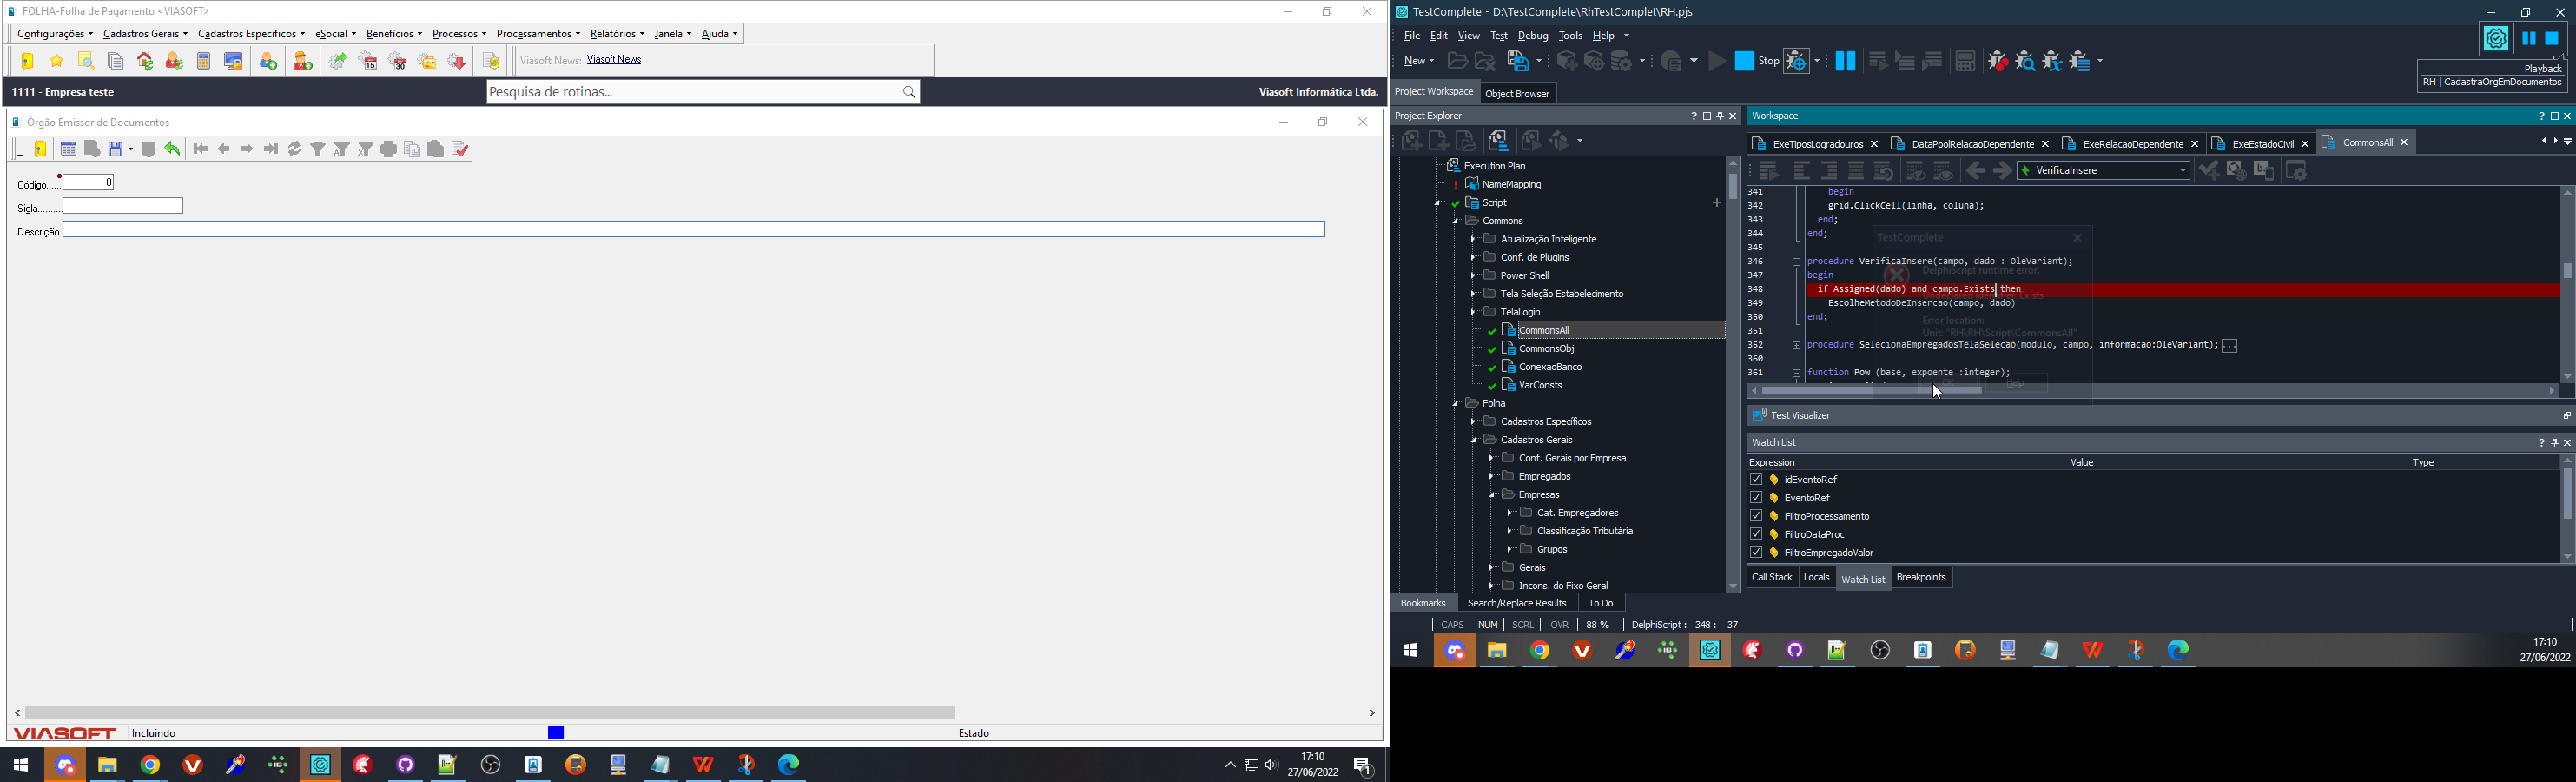 FOLHA-Folha de Pagamento <VIASOFT>
Configurações
Cadastros Gerais
Cadastros Específicos
eSocial
Benefícios
Processos
Processamentos
Relatórios
Janela
Ajuda
Viasoft News: Viasoft News
1111 - Empresa teste
Pesquisa de rotinas...
Viasoft Informática Ltda.
Órgão Emissor de Documentos
Código...... 0
Sigla.........
Descrição.
VIASOFT
Incluindo
Estado
17:10
27/06/2022
1
TestComplete - D:\TestComplete\RhTestComplet\RH.pjs
File Edit View Test Debug Tools Help
New
Stop
Playback
RH | CadastraOrgEmDocumentos
Project Workspace
Object Browser
Project Explorer
Execution Plan
NameMapping
Script
Commons
Atualização Inteligente
Conf. de Plugins
Power Shell
Tela Seleção Estabelecimento
TelaLogin
CommonsAll
CommonsObj
ConexaoBanco
VarConsts
Folha
Cadastros Específicos
Cadastros Gerais
Conf. Gerais por Empresa
Empregados
Empresas
Cat. Empregadores
Classificação Tributária
Grupos
Gerais
Incons. do Fixo Geral
Bookmarks
Search/Replace Results
To Do
Workspace
ExeTiposLogradouros
DataPoolRelacaoDependente
ExeRelacaoDependente
ExeEstadoCivil
CommonsAll
VerificaInsere
341 begin
342 grid.ClickCell(linha, coluna);
343 end;
344 end;
345
346 procedure VerificaInsere(campo, dado : OleVariant);
347 begin
348 if Assigned(dado) and campo.Exists then
349 EscolheMetodoDeInsercao(campo, dado)
350 end;
351
352 procedure SelecionaEmpregadosTelaSelecao(modulo, campo, informacao:OleVariant);...
360
361 function Pow (base, expoente :integer);
TestComplete
DelphiScript runtime error.
Undeclared identifier: Exists
Error location:
Unit: "RH\RH\Script\CommonsAll"
OK
Help
Test Visualizer
Watch List
Expression Value Type
idEventoRef
EventoRef
FiltroProcessamento
FiltroDataProc
FiltroEmpregadoValor
Call Stack
Locals
Watch List
Breakpoints
CAPS NUM SCRL OVR 88 % DelphiScript : 348 : 37
17:10
27/06/2022